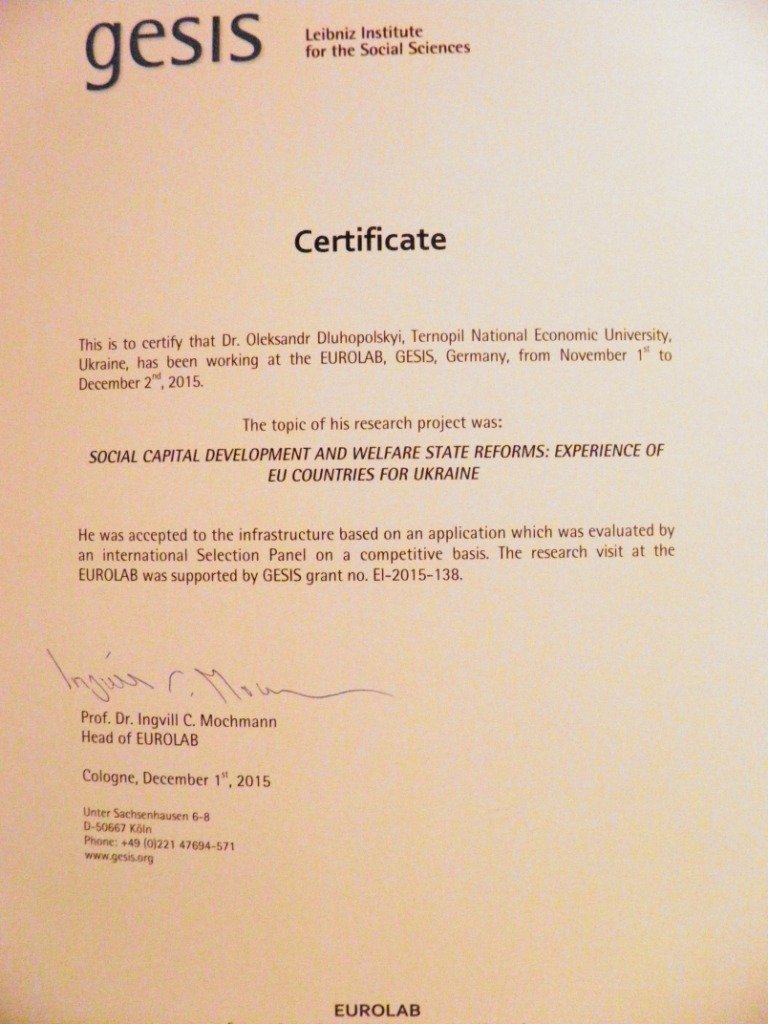 gesis
Leibniz Institute
for the Social Sciences
Certificate
This is to certify that Dr. Oleksandr Dluhopolskyi, Ternopil National Economic University,
Ukraine, has been working at the EUROLAB, GESIS, Germany, from November 1st to
December 2nd, 2015.
The topic of his research project was:
SOCIAL CAPITAL DEVELOPMENT AND WELFARE STATE REFORMS: EXPERIENCE OF
EU COUNTRIES FOR UKRAINE
He was accepted to the infrastructure based on an application which was evaluated by
an international Selection Panel on a competitive basis. The research visit at the
EUROLAB was supported by GESIS grant no. EI-2015-138.
Ingvill C. Mochmann
Prof. Dr. Ingvill C. Mochmann
Head of EUROLAB
Cologne, December 1st, 2015
Unter Sachsenhausen 6-8
D-50667 Köln
Phone: +49 (0)221 47694-571
www.gesis.org
EUROLAB